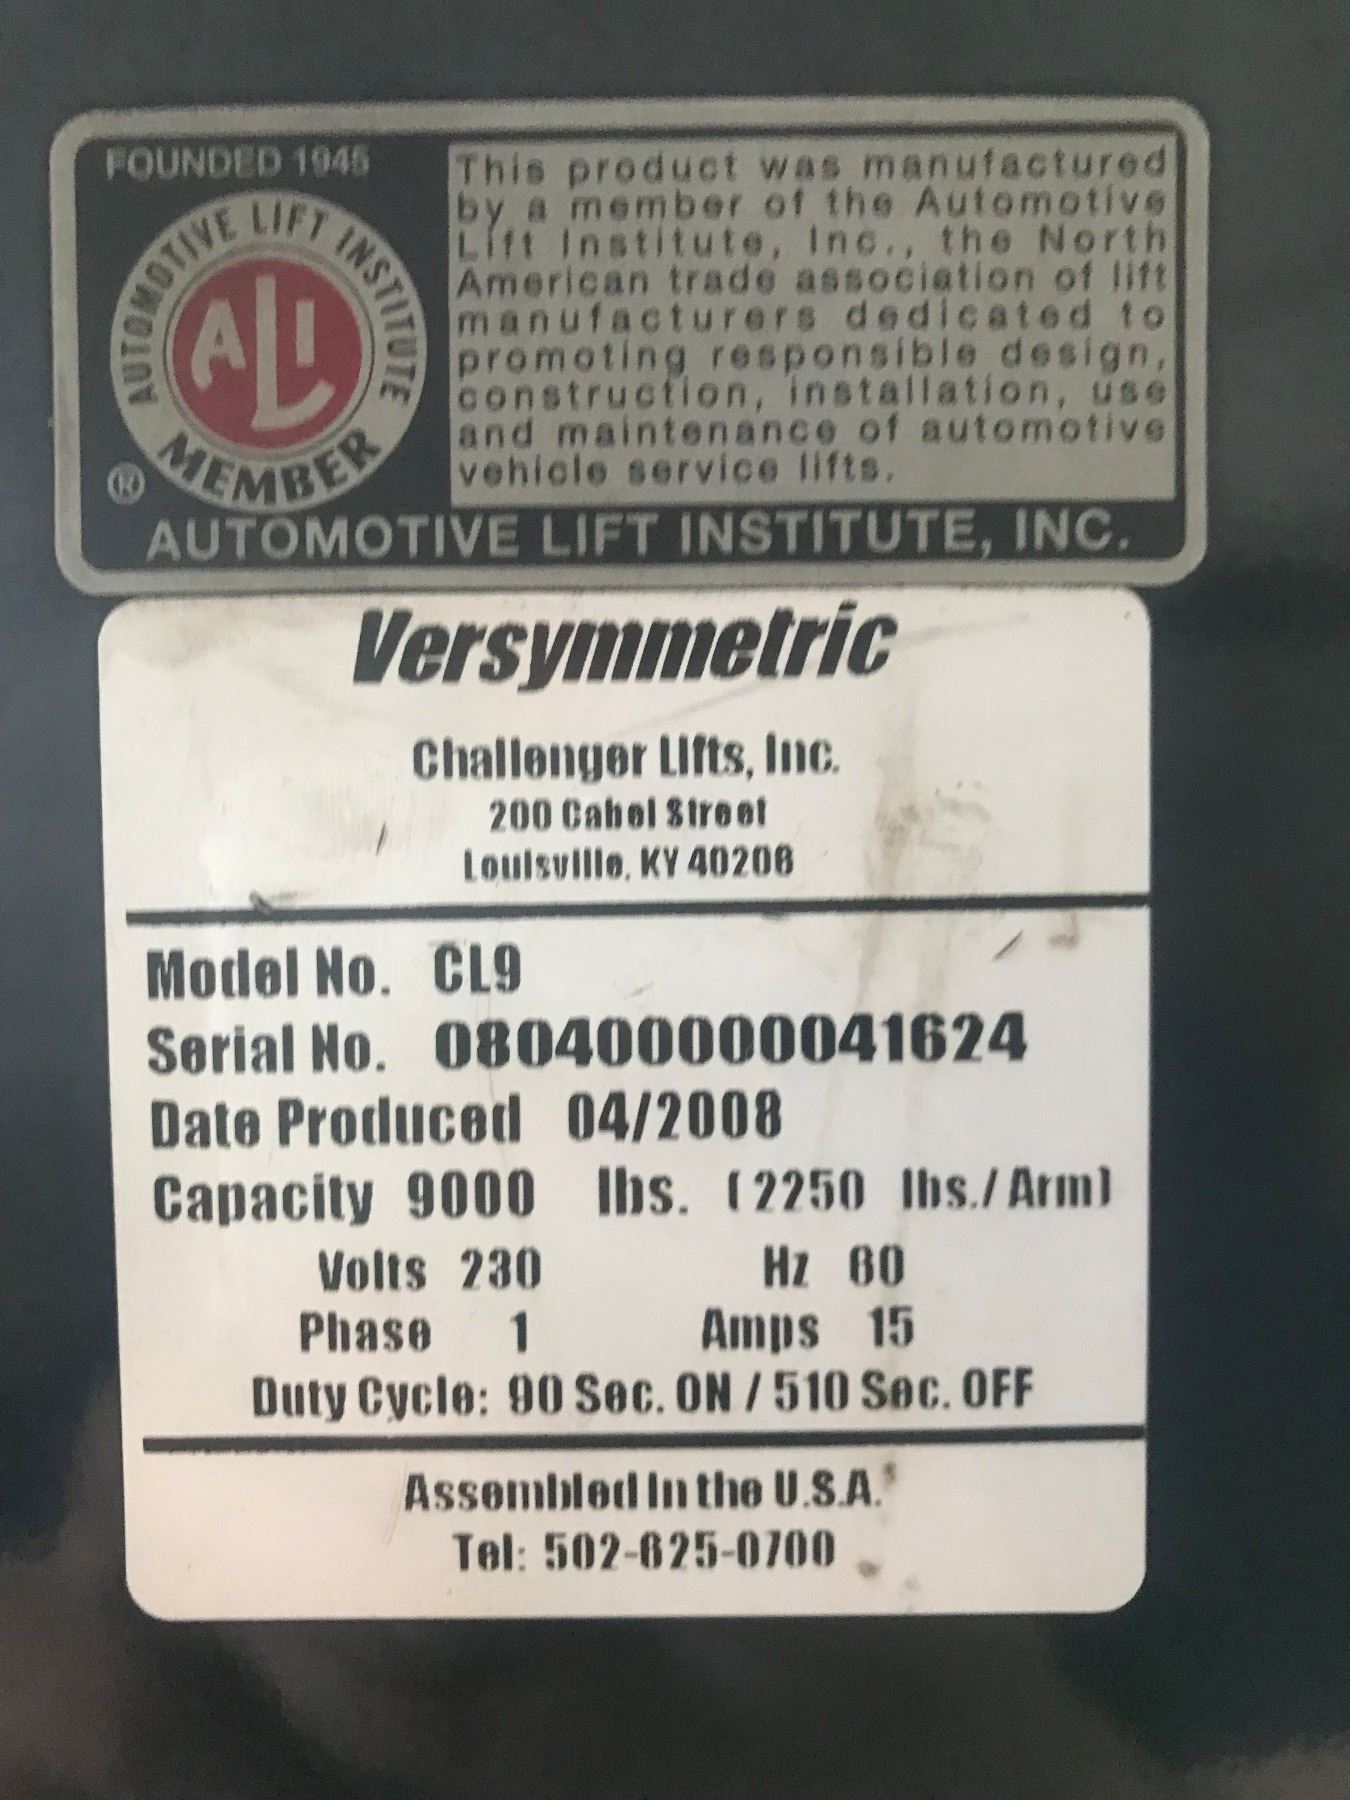 FOUNDED 1945
AUTOMOTIVE LIFT INSTITUTE
ALI
MEMBER
®
This product was manufactured
by a member of the Automotive
Lift Institute, Inc., the North
American trade association of lift
manufacturers dedicated to
promoting responsible design,
construction, installation, use
and maintenance of automotive
vehicle service lifts.
AUTOMOTIVE LIFT INSTITUTE, INC.
Versymmetric
Challenger Lifts, Inc.
200 Cabel Street
Louisville, KY 40206
Model No. CL9
Serial No. 080400000041624
Date Produced 04/2008
Capacity 9000 lbs. (2250 lbs./Arm)
Volts 230 Hz 60
Phase 1 Amps 15
Duty Cycle: 90 Sec. ON / 510 Sec. OFF
Assembled in the U.S.A.
Tel: 502-625-0700